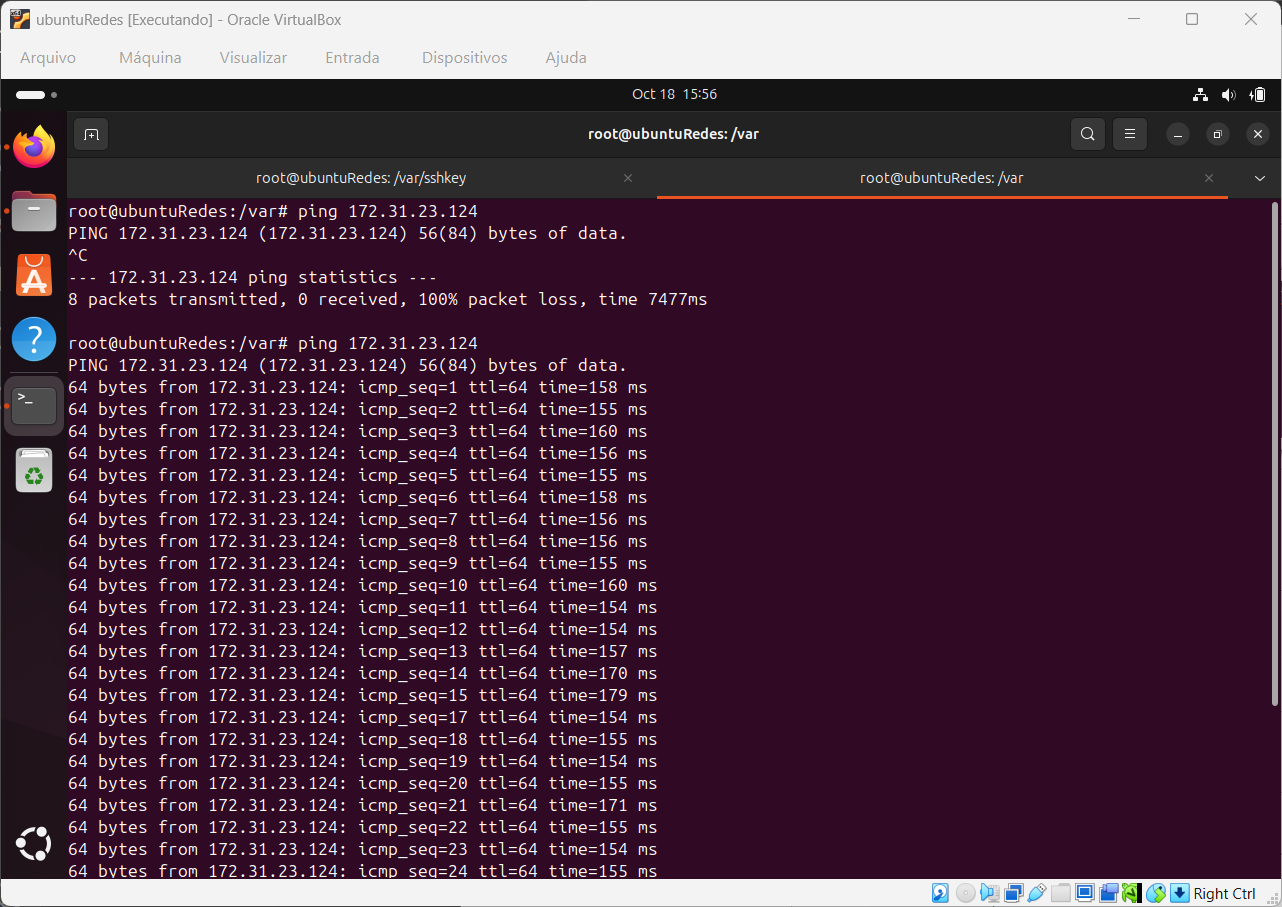 ubuntuRedes [Executando] - Oracle VirtualBox
Arquivo Máquina Visualizar Entrada Dispositivos Ajuda
Oct 18 15:56
root@ubuntuRedes: /var
root@ubuntuRedes: /var/sshkey
root@ubuntuRedes: /var
root@ubuntuRedes:/var# ping 172.31.23.124
PING 172.31.23.124 (172.31.23.124) 56(84) bytes of data.
^C
--- 172.31.23.124 ping statistics ---
8 packets transmitted, 0 received, 100% packet loss, time 7477ms
root@ubuntuRedes:/var# ping 172.31.23.124
PING 172.31.23.124 (172.31.23.124) 56(84) bytes of data.
64 bytes from 172.31.23.124: icmp_seq=1 ttl=64 time=158 ms
64 bytes from 172.31.23.124: icmp_seq=2 ttl=64 time=155 ms
64 bytes from 172.31.23.124: icmp_seq=3 ttl=64 time=160 ms
64 bytes from 172.31.23.124: icmp_seq=4 ttl=64 time=156 ms
64 bytes from 172.31.23.124: icmp_seq=5 ttl=64 time=155 ms
64 bytes from 172.31.23.124: icmp_seq=6 ttl=64 time=158 ms
64 bytes from 172.31.23.124: icmp_seq=7 ttl=64 time=156 ms
64 bytes from 172.31.23.124: icmp_seq=8 ttl=64 time=156 ms
64 bytes from 172.31.23.124: icmp_seq=9 ttl=64 time=155 ms
64 bytes from 172.31.23.124: icmp_seq=10 ttl=64 time=160 ms
64 bytes from 172.31.23.124: icmp_seq=11 ttl=64 time=154 ms
64 bytes from 172.31.23.124: icmp_seq=12 ttl=64 time=154 ms
64 bytes from 172.31.23.124: icmp_seq=13 ttl=64 time=157 ms
64 bytes from 172.31.23.124: icmp_seq=14 ttl=64 time=170 ms
64 bytes from 172.31.23.124: icmp_seq=15 ttl=64 time=179 ms
64 bytes from 172.31.23.124: icmp_seq=17 ttl=64 time=154 ms
64 bytes from 172.31.23.124: icmp_seq=18 ttl=64 time=155 ms
64 bytes from 172.31.23.124: icmp_seq=19 ttl=64 time=154 ms
64 bytes from 172.31.23.124: icmp_seq=20 ttl=64 time=155 ms
64 bytes from 172.31.23.124: icmp_seq=21 ttl=64 time=171 ms
64 bytes from 172.31.23.124: icmp_seq=22 ttl=64 time=155 ms
64 bytes from 172.31.23.124: icmp_seq=23 ttl=64 time=154 ms
64 bytes from 172.31.23.124: icmp_seq=24 ttl=64 time=155 ms
Right Ctrl